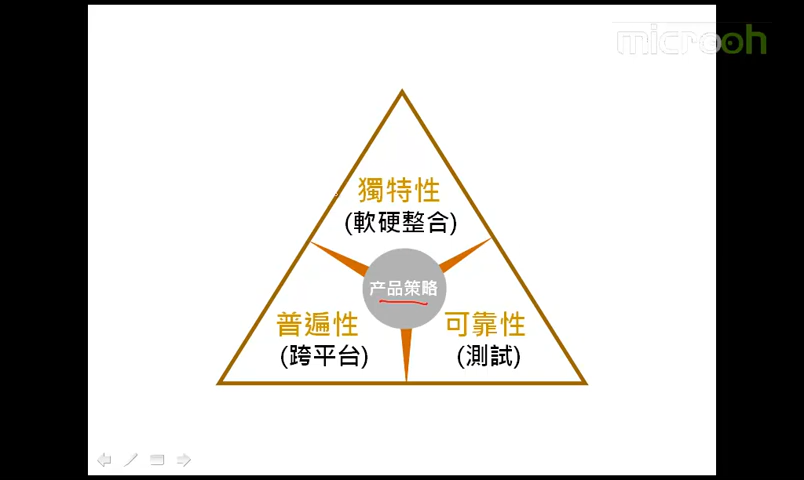 microoh
獨特性
(軟硬整合)
产品策略
普遍性
(跨平台)
可靠性
(測試)